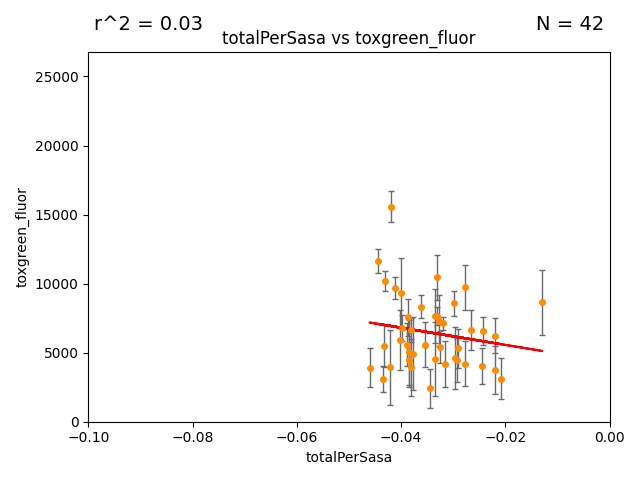 r^2 = 0.03
N = 42
totalPerSasa vs toxgreen_fluor
25000
20000
15000
10000
5000
0
toxgreen_fluor
−0.10
−0.08
−0.06
−0.04
−0.02
0.00
totalPerSasa